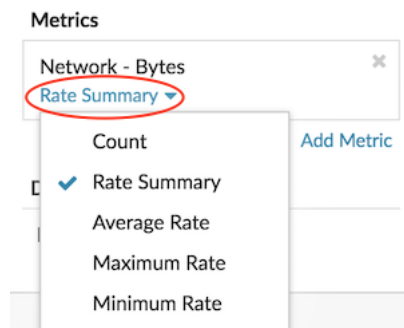 Metrics
Network - Bytes
Rate Summary
Count
Add Metric
Rate Summary
Average Rate
Maximum Rate
Minimum Rate